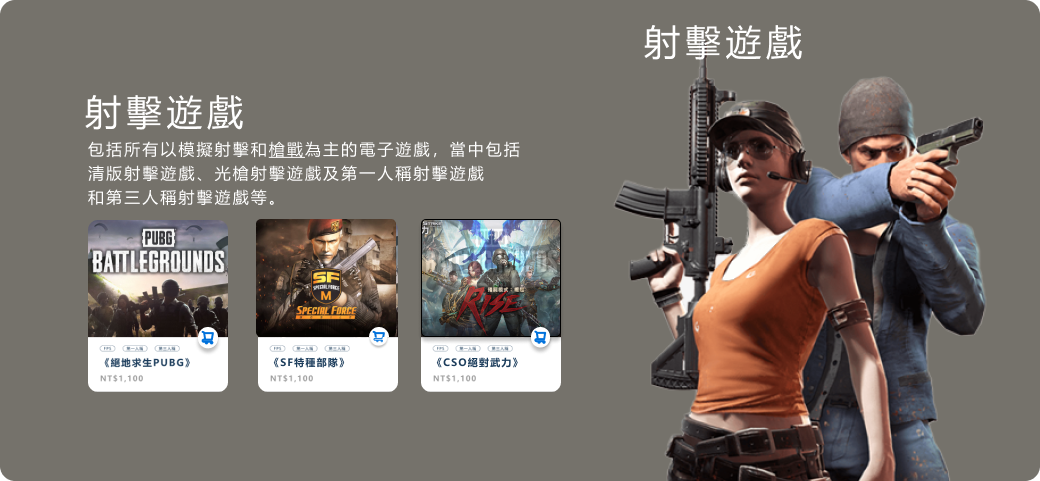 射擊遊戲
射擊遊戲
包括所有以模擬射擊和槍戰為主的電子遊戲，當中包括
清版射擊遊戲、光槍射擊遊戲及第一人稱射擊遊戲
和第三人稱射擊遊戲等。
PUBG
BATTLEGROUNDS
SF
SPECIAL FORCE
M
SPECIAL FORCE
力
RISE
FPS 第一人稱 第三人稱
《絕地求生PUBG》
NT$1,100
FPS 第一人稱 第三人稱
《SF特種部隊》
NT$1,100
FPS 第一人稱 第三人稱
《CSO絕對武力》
NT$1,100